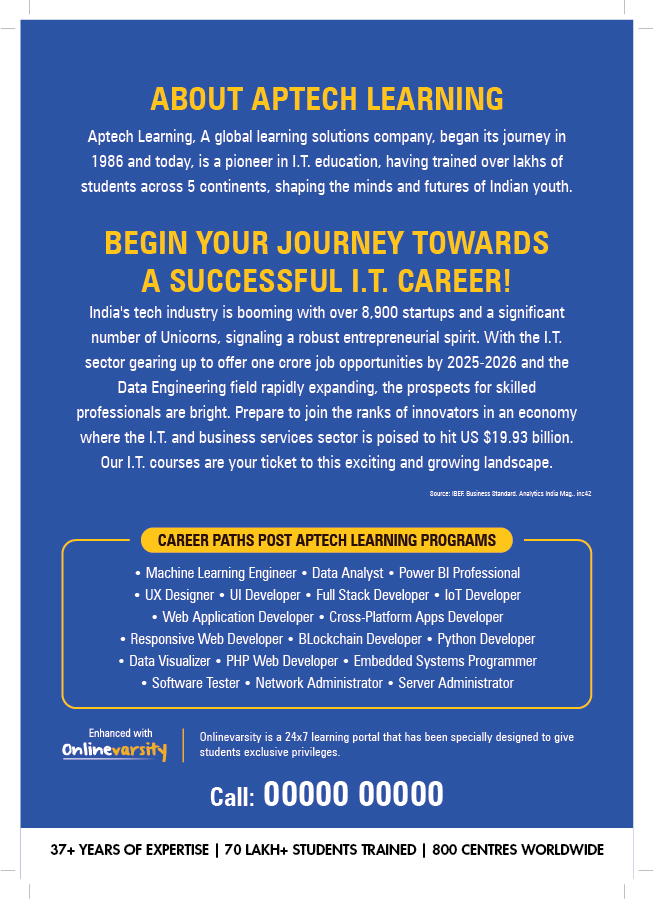 ABOUT APTECH LEARNING
Aptech Learning, A global learning solutions company, began its journey in
1986 and today, is a pioneer in I.T. education, having trained over lakhs of
students across 5 continents, shaping the minds and futures of Indian youth.
BEGIN YOUR JOURNEY TOWARDS
A SUCCESSFUL I.T. CAREER!
India's tech industry is booming with over 8,900 startups and a significant
number of Unicorns, signaling a robust entrepreneurial spirit. With the I.T.
sector gearing up to offer one crore job opportunities by 2025-2026 and the
Data Engineering field rapidly expanding, the prospects for skilled
professionals are bright. Prepare to join the ranks of innovators in an economy
where the I.T. and business services sector is poised to hit US $19.93 billion.
Our I.T. courses are your ticket to this exciting and growing landscape.
Source: IBEF, Business Standard, Analytics India Mag., inc42
CAREER PATHS POST APTECH LEARNING PROGRAMS
• Machine Learning Engineer • Data Analyst • Power BI Professional
• UX Designer • UI Developer • Full Stack Developer • IoT Developer
• Web Application Developer • Cross-Platform Apps Developer
• Responsive Web Developer • BLockchain Developer • Python Developer
• Data Visualizer • PHP Web Developer • Embedded Systems Programmer
• Software Tester • Network Administrator • Server Administrator
Enhanced with
Onlinevarsity
Onlinevarsity is a 24x7 learning portal that has been specially designed to give
students exclusive privileges.
Call: 00000 00000
37+ YEARS OF EXPERTISE | 70 LAKH+ STUDENTS TRAINED | 800 CENTRES WORLDWIDE